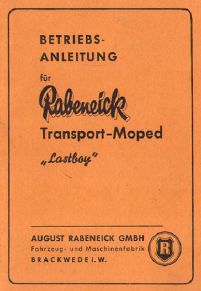 BETRIEBS-
ANLEITUNG
für
Rabeneick
Transport-Moped
„Lastboy"
AUGUST RABENEICK GMBH
Fahrzeug- und Maschinenfabrik
BRACKWEDE I.W.
R